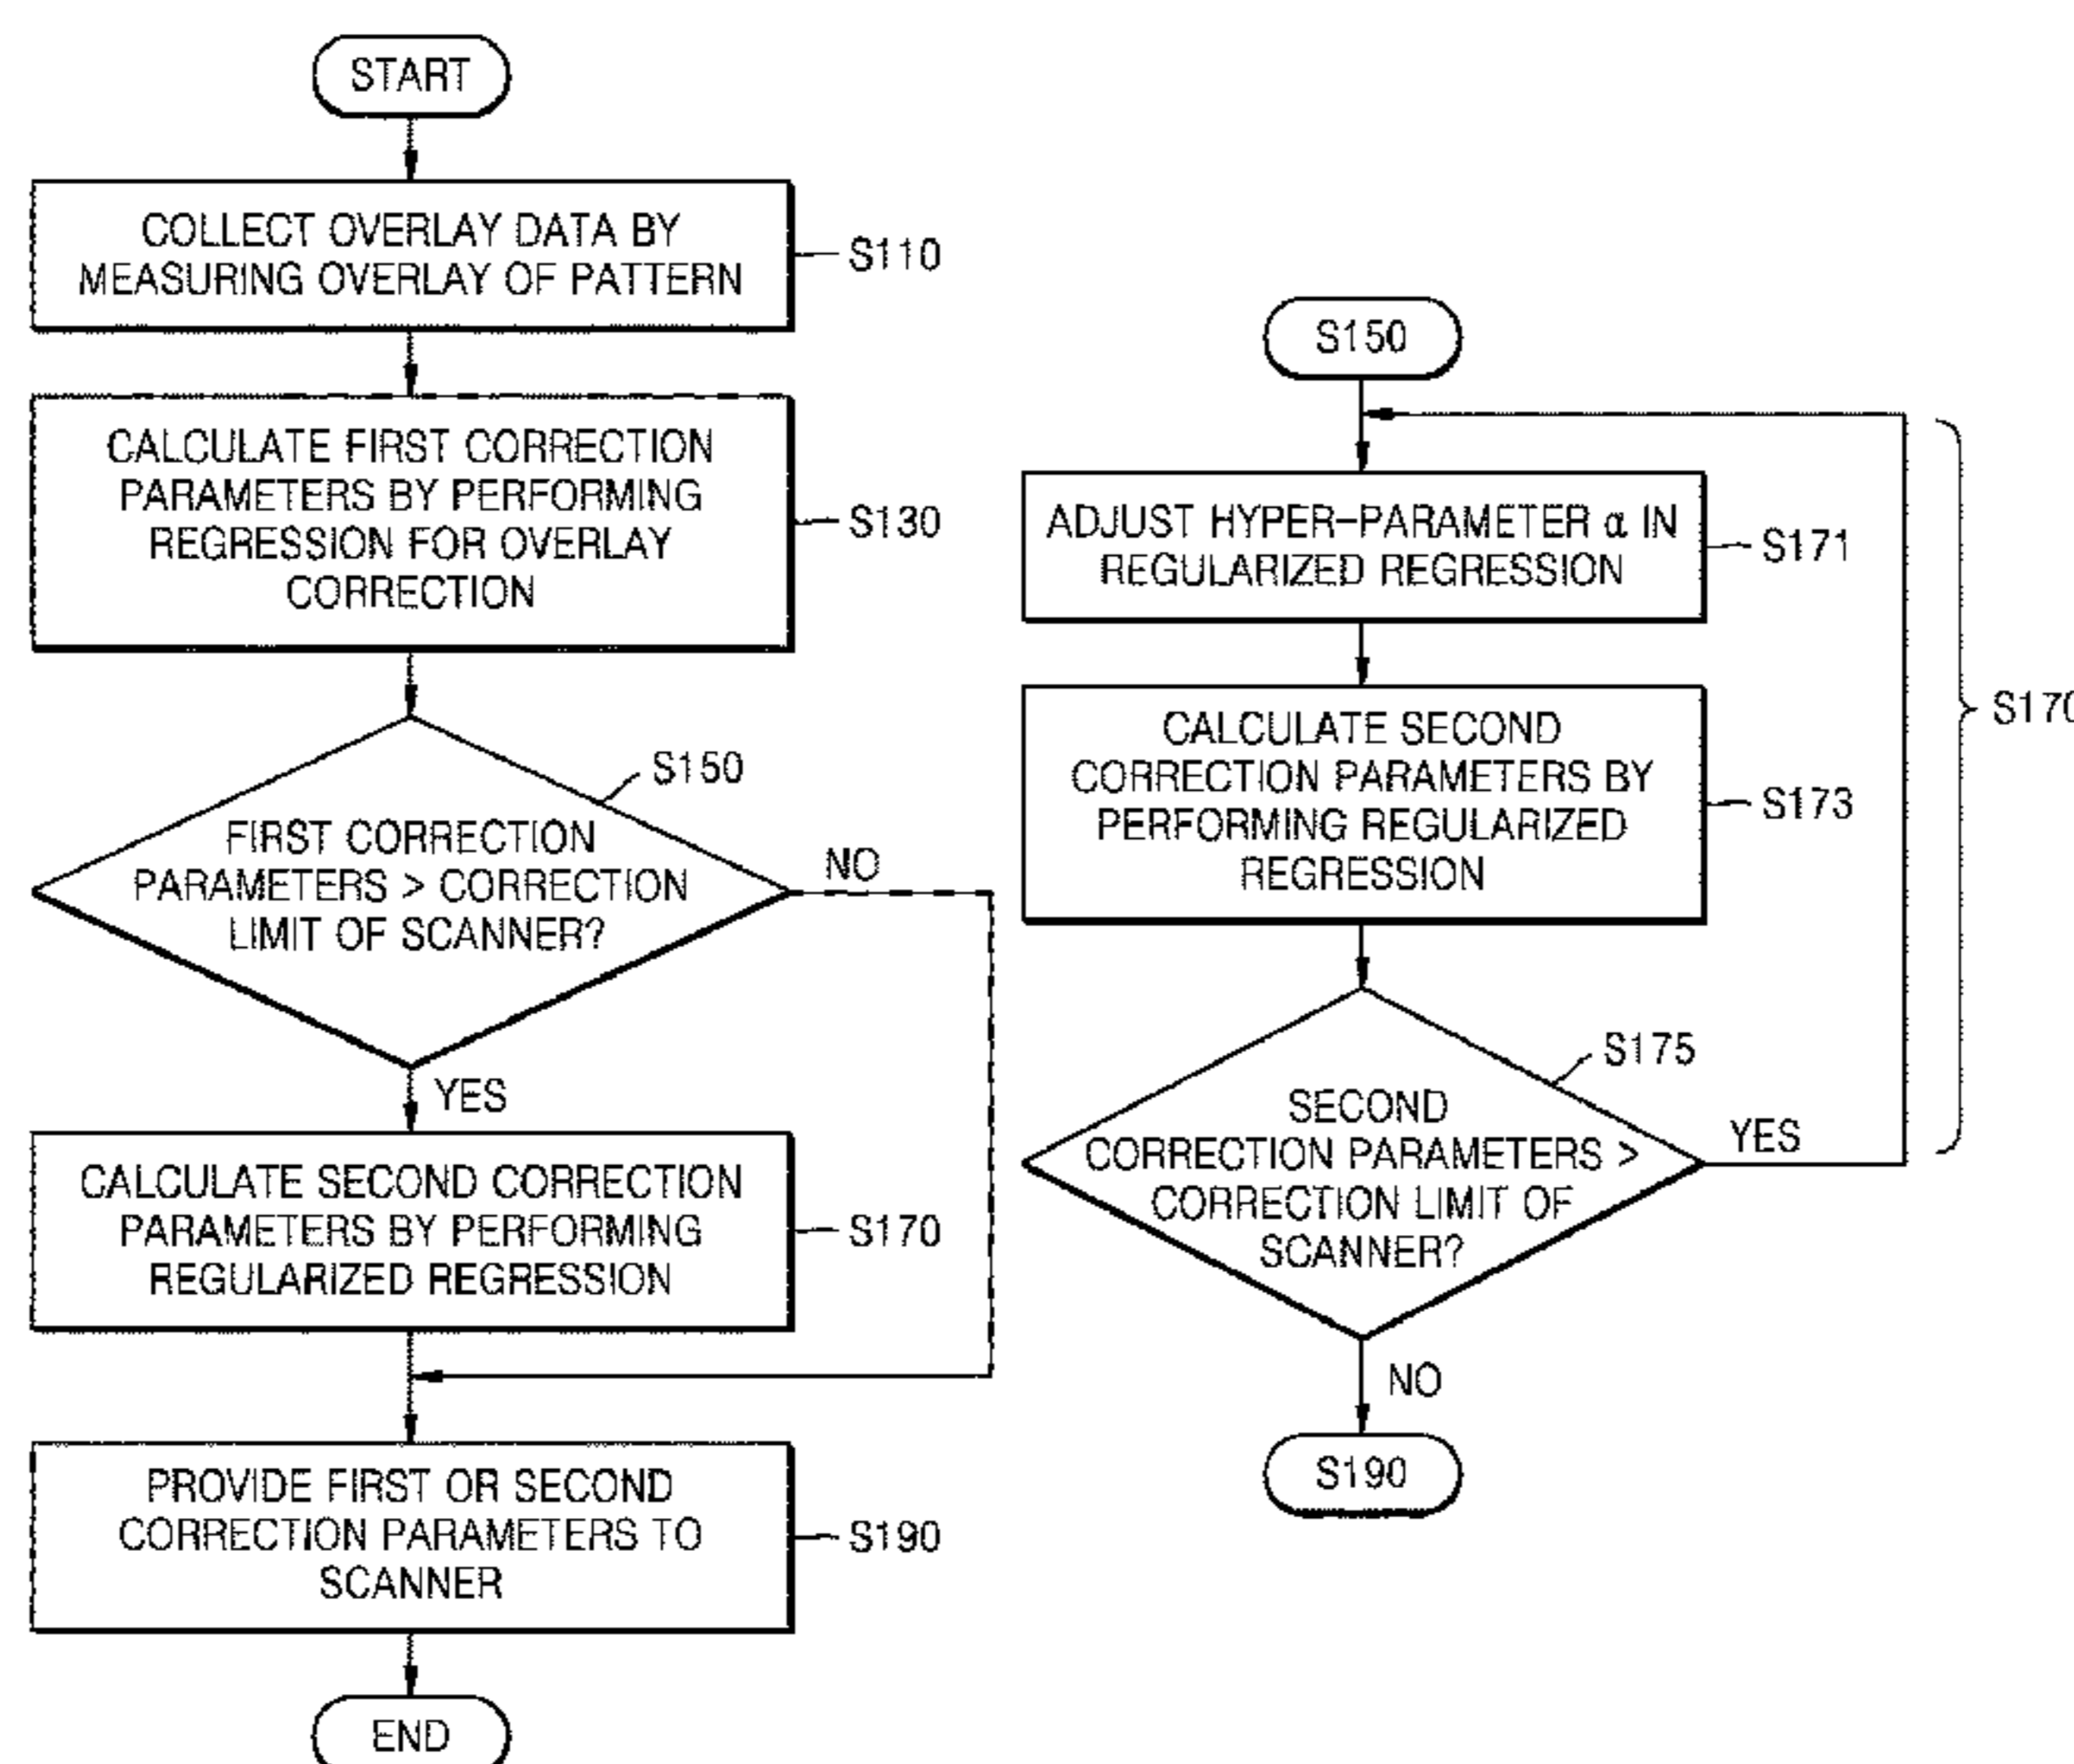 START
COLLECT OVERLAY DATA BY
MEASURING OVERLAY OF PATTERN
S110
CALCULATE FIRST CORRECTION
PARAMETERS BY PERFORMING
REGRESSION FOR OVERLAY
CORRECTION
S130
S150
FIRST CORRECTION
PARAMETERS > CORRECTION
LIMIT OF SCANNER?
NO
YES
CALCULATE SECOND CORRECTION
PARAMETERS BY PERFORMING
REGULARIZED REGRESSION
S170
PROVIDE FIRST OR SECOND
CORRECTION PARAMETERS TO
SCANNER
S190
END
S150
ADJUST HYPER-PARAMETER α IN
REGULARIZED REGRESSION
S171
CALCULATE SECOND
CORRECTION PARAMETERS BY
PERFORMING REGULARIZED
REGRESSION
S173
S170
S175
SECOND
CORRECTION PARAMETERS >
CORRECTION LIMIT OF
SCANNER?
YES
NO
S190